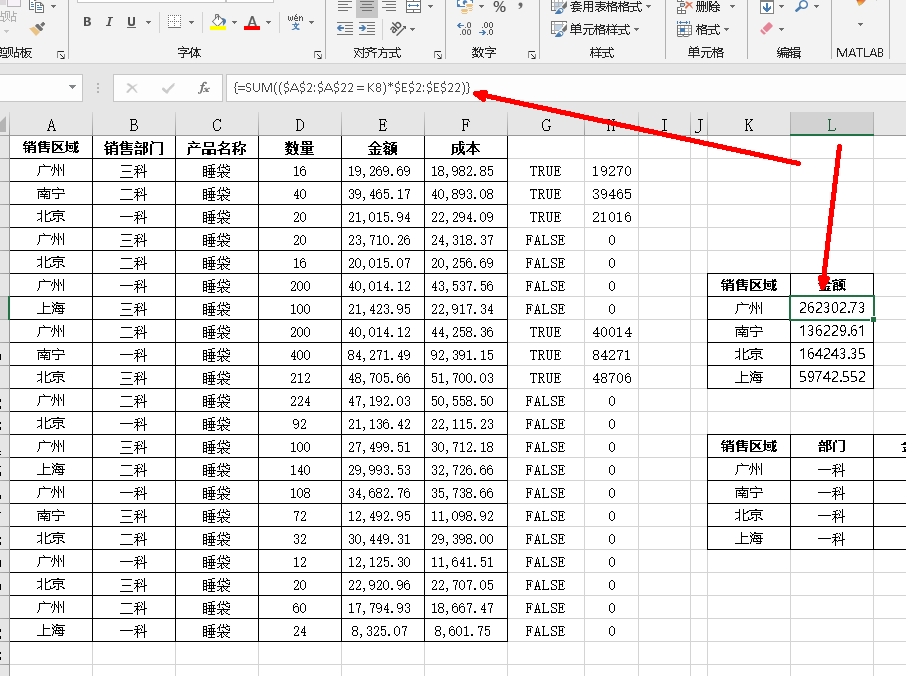 套用表格格式 删除
贴 B I U A wén 文 % , 单元格样式 格式
剪贴板 字体 对齐方式 数字 样式 单元格 编辑 MATLAB
fx {=SUM(($A$2:$A$22=K8)*$E$2:$E$22)}
A B C D E F G H I J K L
销售区域 销售部门 产品名称 数量 金额 成本
广州 三科 睡袋 16 19,269.69 18,982.85 TRUE 19270
南宁 二科 睡袋 40 39,465.17 40,893.08 TRUE 39465
北京 一科 睡袋 20 21,015.94 22,294.09 TRUE 21016
广州 三科 睡袋 20 23,710.26 24,318.37 FALSE 0
北京 二科 睡袋 16 20,015.07 20,256.69 FALSE 0
广州 一科 睡袋 200 40,014.12 43,537.56 FALSE 0 销售区域 金额
上海 三科 睡袋 100 21,423.95 22,917.34 FALSE 0 广州 262302.73
广州 二科 睡袋 200 40,014.12 44,258.36 TRUE 40014 南宁 136229.61
南宁 一科 睡袋 400 84,271.49 92,391.15 TRUE 84271 北京 164243.35
北京 三科 睡袋 212 48,705.66 51,700.03 TRUE 48706 上海 59742.552
广州 二科 睡袋 224 47,192.03 50,558.50 FALSE 0
北京 一科 睡袋 92 21,136.42 22,115.23 FALSE 0
广州 三科 睡袋 100 27,499.51 30,712.18 FALSE 0 销售区域 部门
上海 二科 睡袋 140 29,993.53 32,726.66 FALSE 0 广州 一科
广州 一科 睡袋 108 34,682.76 35,738.66 FALSE 0 南宁 一科
南宁 三科 睡袋 72 12,492.95 11,098.92 FALSE 0 北京 一科
北京 二科 睡袋 32 30,449.31 29,398.00 FALSE 0 上海 一科
广州 一科 睡袋 12 12,125.30 11,641.51 FALSE 0
北京 三科 睡袋 20 22,920.96 22,707.05 FALSE 0
广州 二科 睡袋 60 17,794.93 18,667.47 FALSE 0
上海 一科 睡袋 24 8,325.07 8,601.75 FALSE 0